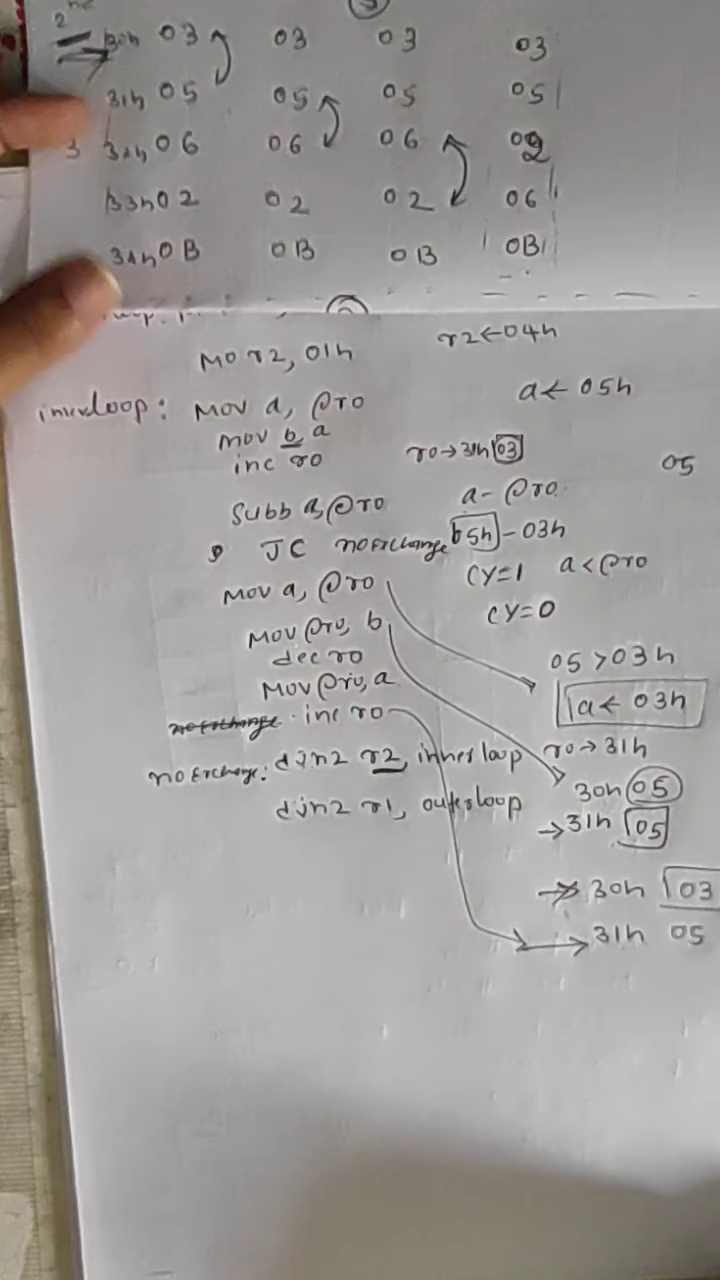 2nd
30h 03 03 03 03
31h 05 05 05 05
3 32h 06 06 06 02
33h 02 02 02 06
34h 0B 0B 0B 0B
Mo r2, 01h r2←04h
innerloop: Mov a, @r0 a← 05h
mov b, a
inc r0 r0→31h 03 05
Subb a, @r0 a- @r0
JC noExchange 05h - 03h
Mov a, @r0 CY=1 a<@r0
Mov @r0, b CY=0
dec r0 05 >03h
Mov @r0, a a← 03h
noExchange inc r0 r0→31h
noExchange: djnz r2, innerloop 30h 05
djnz r1, outerloop →31h 05
→ 30h 03
→31h 05